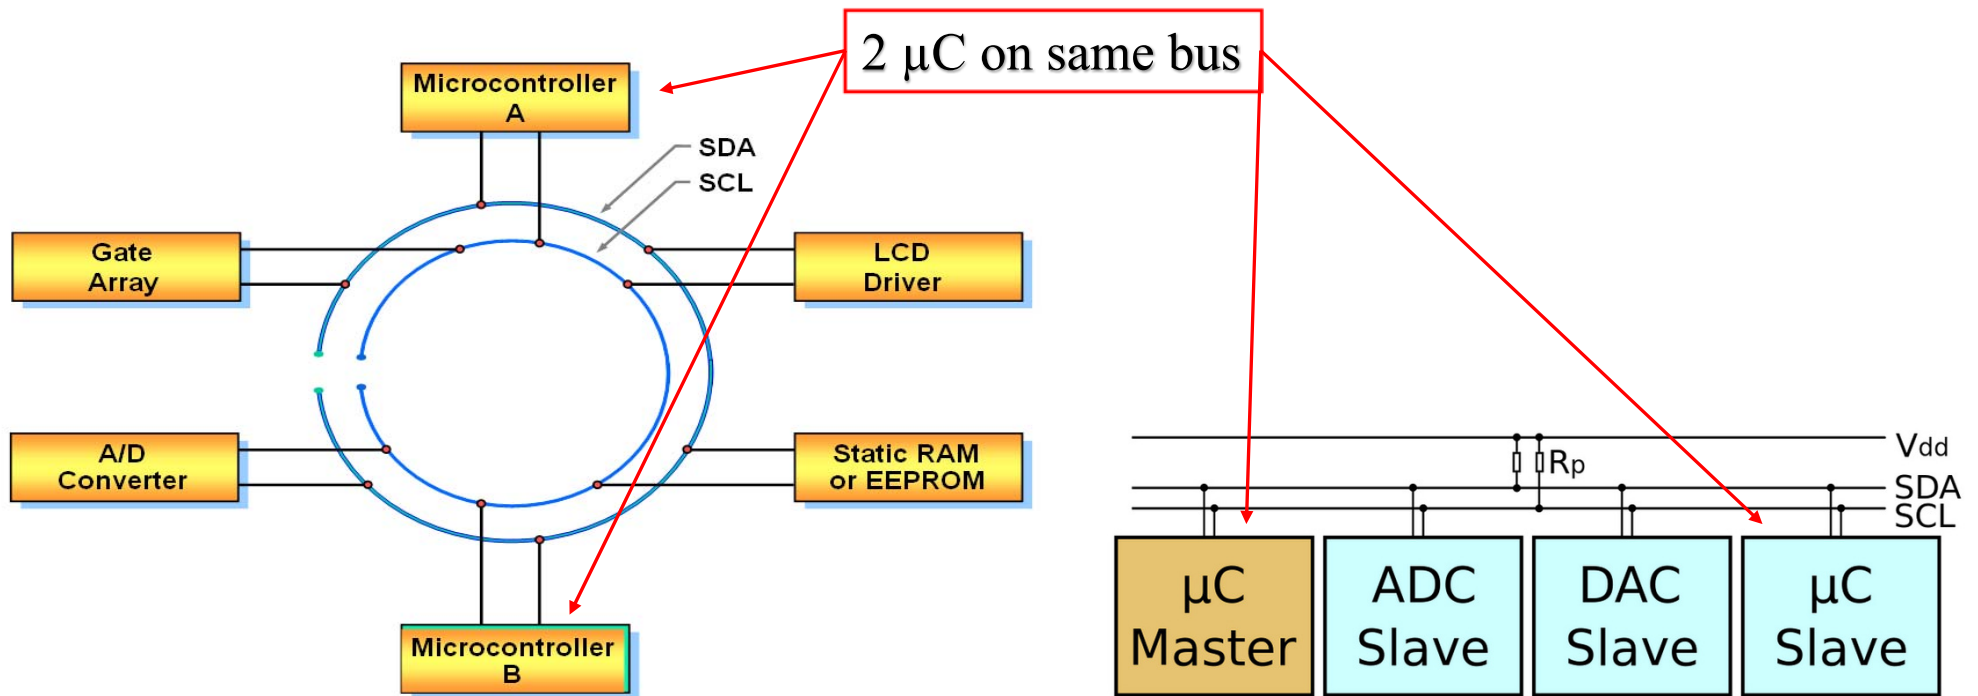 2 µC on same bus
Microcontroller
A
SDA
SCL
Gate
Array
LCD
Driver
A/D
Converter
Static RAM
or EEPROM
Microcontroller
B
Vdd
Rp
SDA
SCL
µC
Master
ADC
Slave
DAC
Slave
µC
Slave